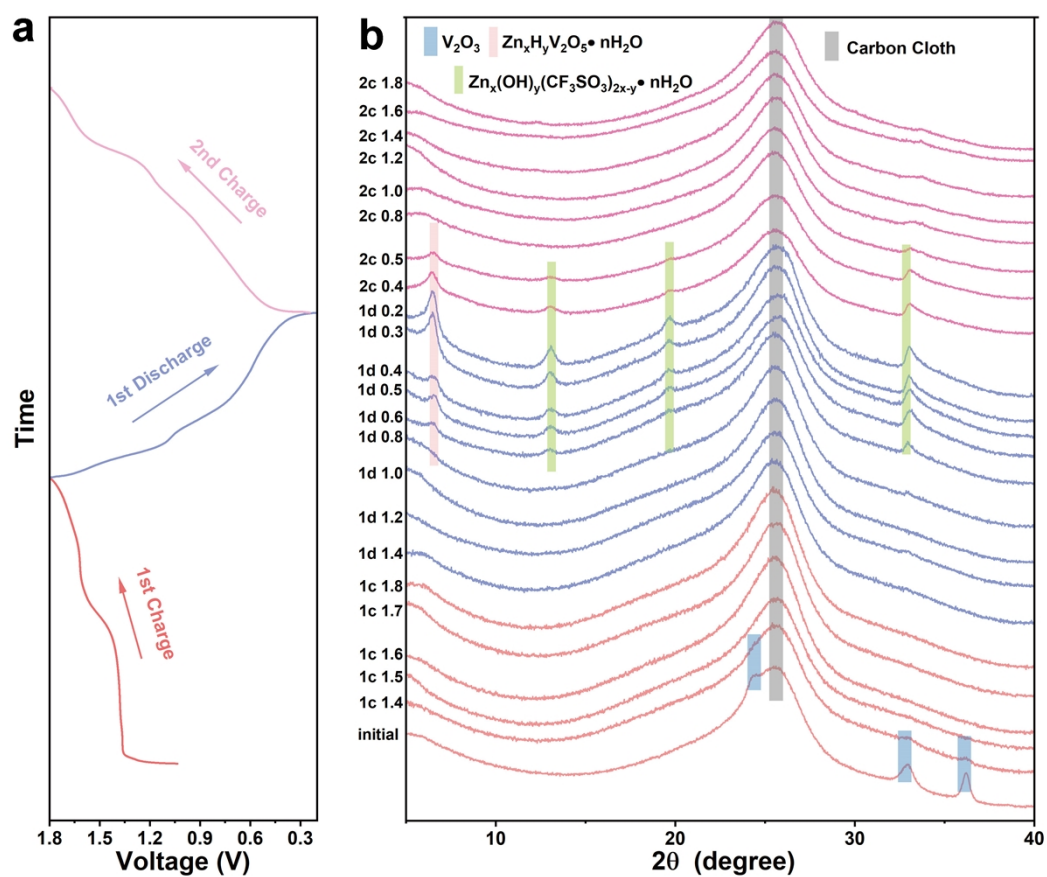 a
Time
2nd Charge
1st Discharge
1st Charge
1.8 1.5 1.2 0.9 0.6 0.3
Voltage (V)
b
V₂O₃
ZnₓHᵧV₂O₅• nH₂O
Carbon Cloth
Znₓ(OH)ᵧ(CF₃SO₃)₂ₓ₋ᵧ• nH₂O
2c 1.8
2c 1.6
2c 1.4
2c 1.2
2c 1.0
2c 0.8
2c 0.5
2c 0.4
1d 0.2
1d 0.3
1d 0.4
1d 0.5
1d 0.6
1d 0.8
1d 1.0
1d 1.2
1d 1.4
1c 1.8
1c 1.7
1c 1.6
1c 1.5
1c 1.4
initial
10 20 30 40
2θ (degree)